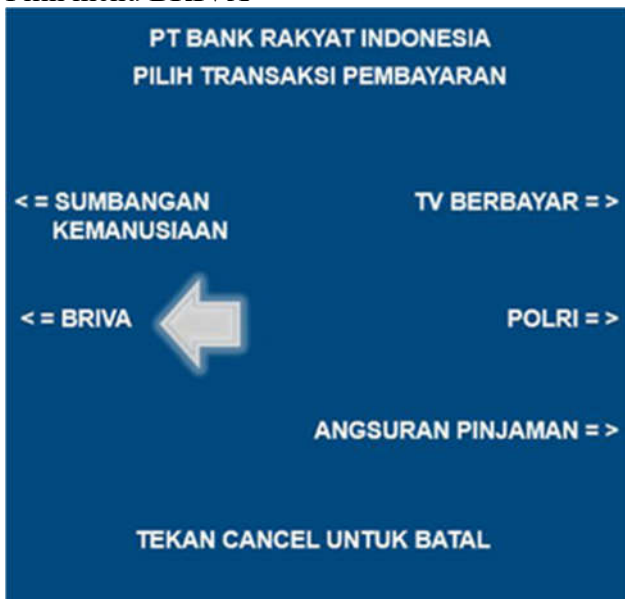 PT BANK RAKYAT INDONESIA
PILIH TRANSAKSI PEMBAYARAN
< = SUMBANGAN
KEMANUSIAAN
TV BERBAYAR = >
< = BRIVA
POLRI = >
ANGSURAN PINJAMAN = >
TEKAN CANCEL UNTUK BATAL